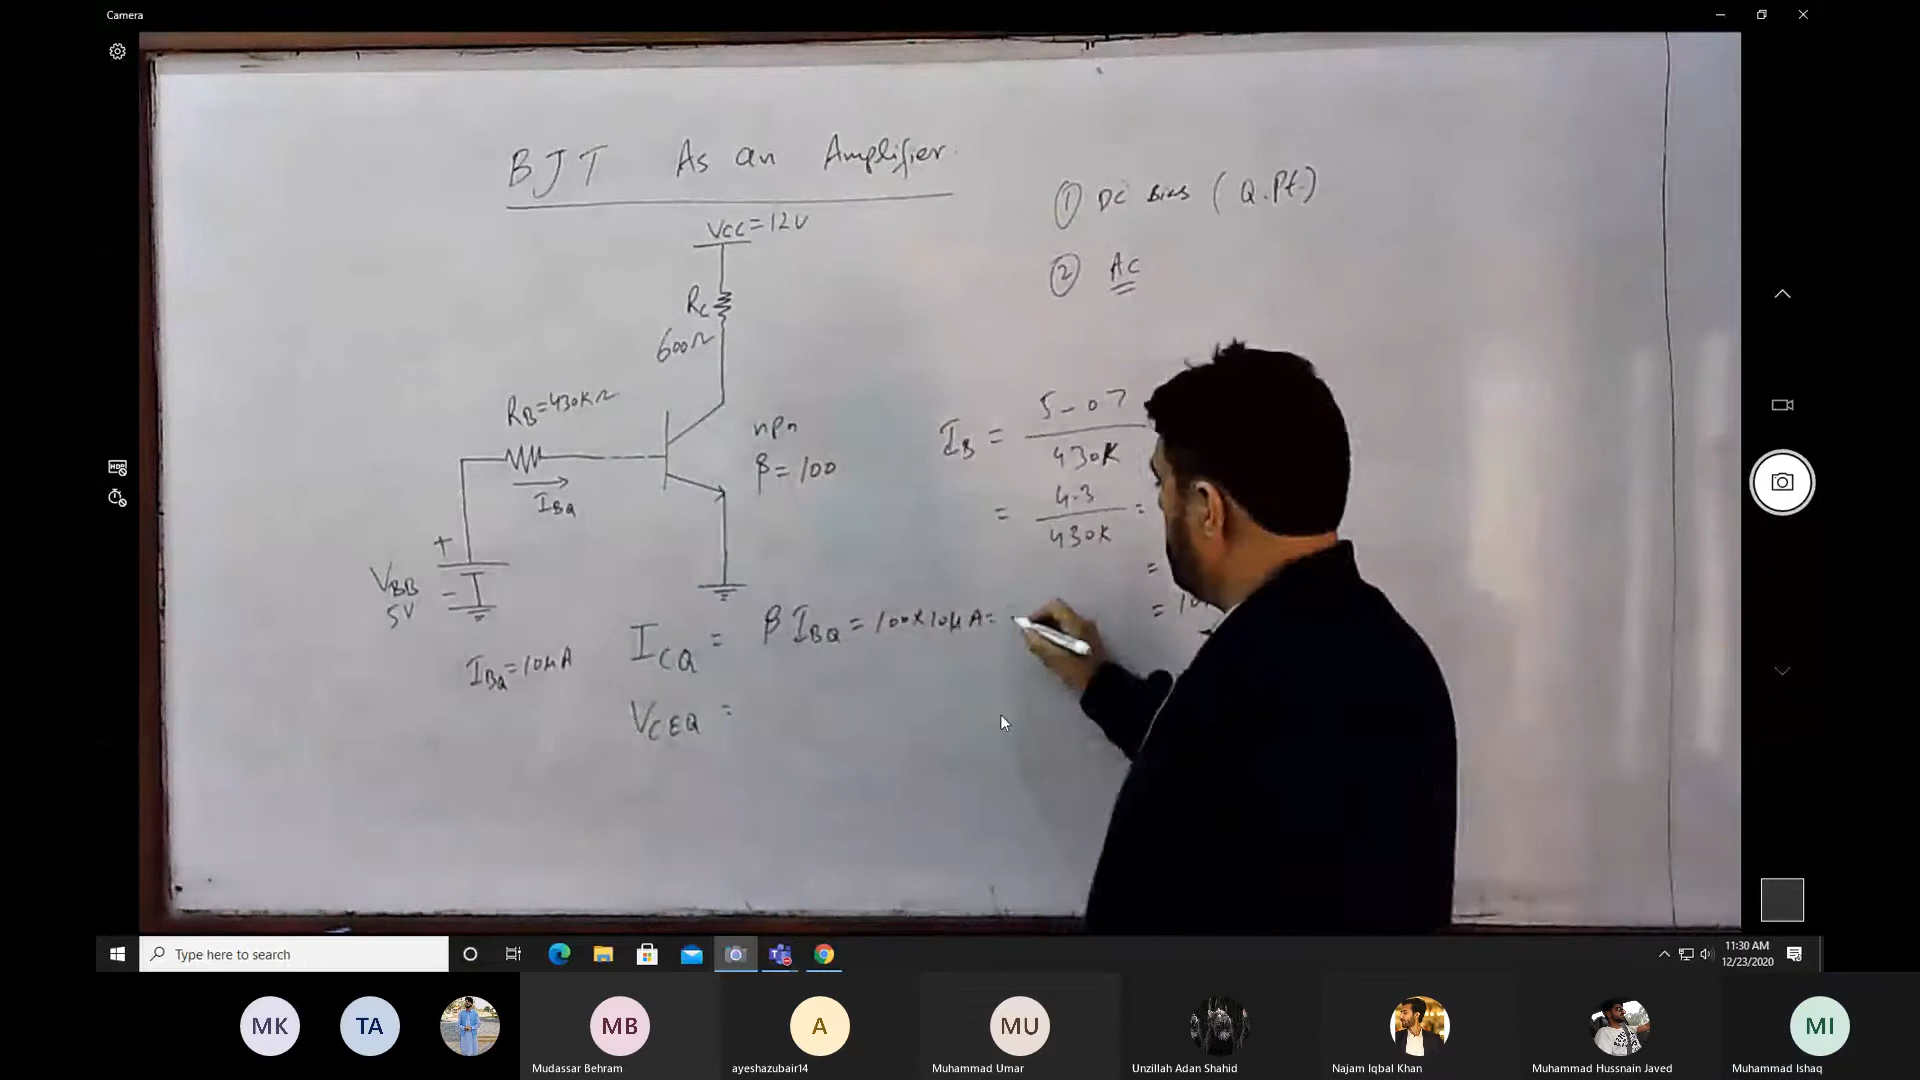 Camera
BJT As an Amplifier.
① DC Bias (Q.Pt.)
② AC
VCC=12V
RC
600Ω
RB=430KΩ
IBQ
npn
β=100
+
VBB
-
5V
IB = 5-07
430K
= 4.3 =
430K
=
= 10
ICQ = β IBQ = 100×10μA=
IBQ=10μA
VCEQ =
Type here to search
11:30 AM
12/23/2020
MK
TA
MB
A
MU
MI
Mudassar Behram
ayeshazubair14
Muhammad Umar
Unzillah Adan Shahid
Najam Iqbal Khan
Muhammad Hussnain Javed
Muhammad Ishaq